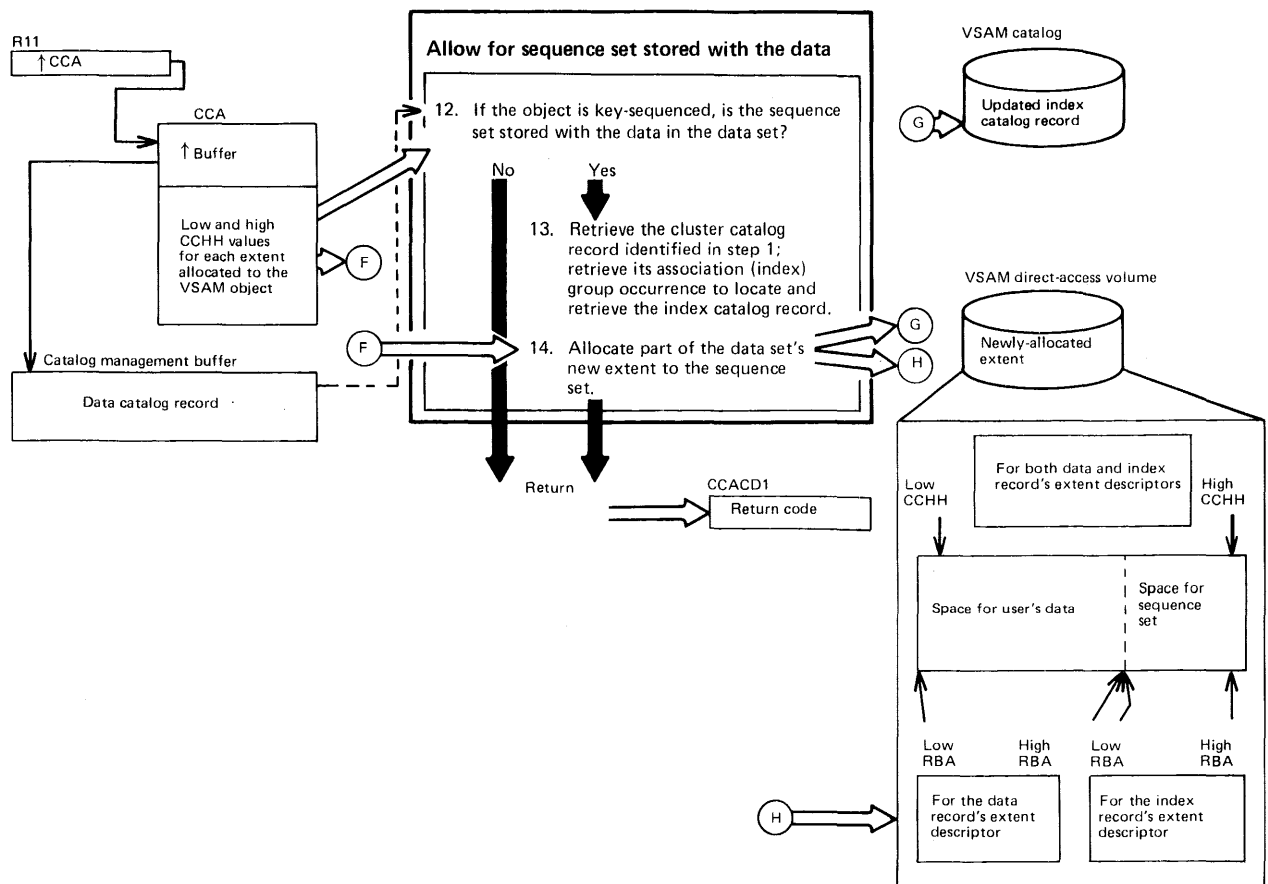 R11
↑ CCA
CCA
↑ Buffer
Low and high
CCHH values
for each extent
allocated to the
VSAM object
F
Catalog management buffer
Data catalog record
Allow for sequence set stored with the data
12. If the object is key-sequenced, is the sequence
set stored with the data in the data set?
No Yes
13. Retrieve the cluster catalog
record identified in step 1;
retrieve its association (index)
group occurrence to locate and
retrieve the index catalog record.
F
14. Allocate part of the data set's
new extent to the sequence
set.
G
H
Return
CCACD1
Return code
VSAM catalog
G
Updated index
catalog record
VSAM direct-access volume
Newly-allocated
extent
For both data and index
record's extent descriptors
Low
CCHH
High
CCHH
Space for user's data
Space for
sequence
set
Low
RBA
High
RBA
Low
RBA
High
RBA
H
For the data
record's extent
descriptor
For the index
record's extent
descriptor